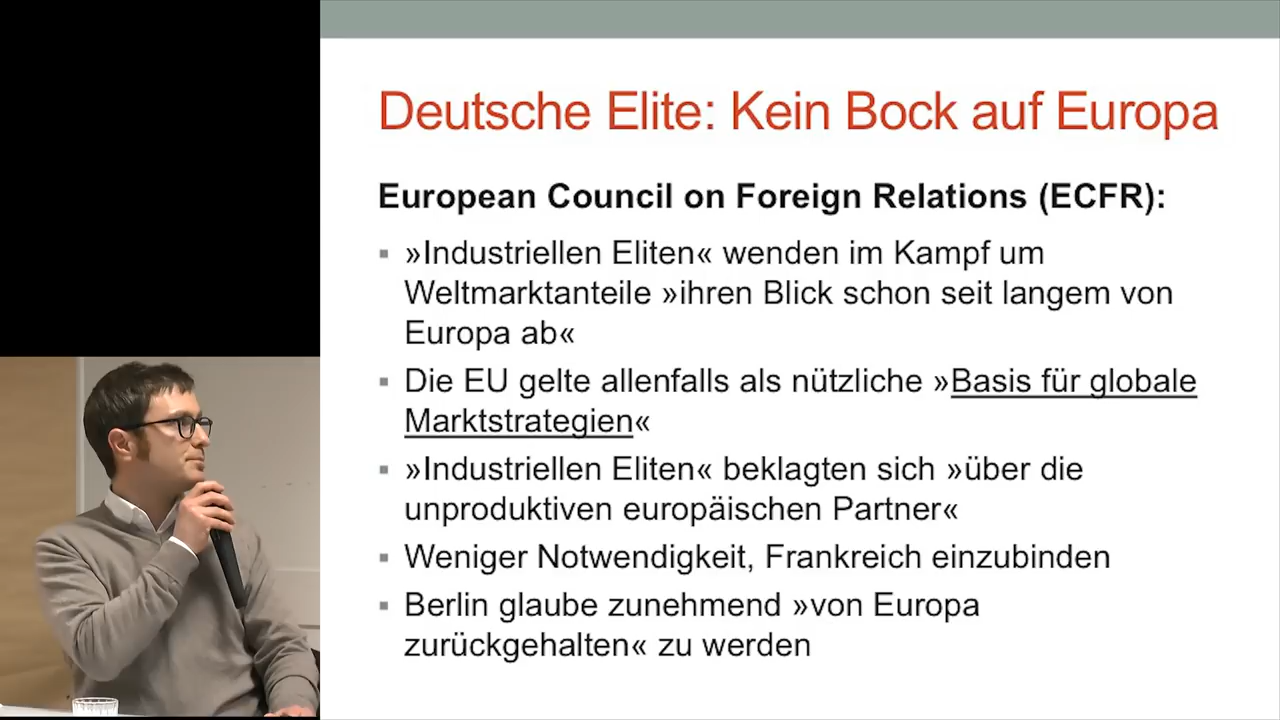 Deutsche Elite: Kein Bock auf Europa
European Council on Foreign Relations (ECFR):
▪ »Industriellen Eliten« wenden im Kampf um
Weltmarktanteile »ihren Blick schon seit langem von
Europa ab«
▪ Die EU gelte allenfalls als nützliche »Basis für globale
Marktstrategien«
▪ »Industriellen Eliten« beklagten sich »über die
unproduktiven europäischen Partner«
▪ Weniger Notwendigkeit, Frankreich einzubinden
▪ Berlin glaube zunehmend »von Europa
zurückgehalten« zu werden